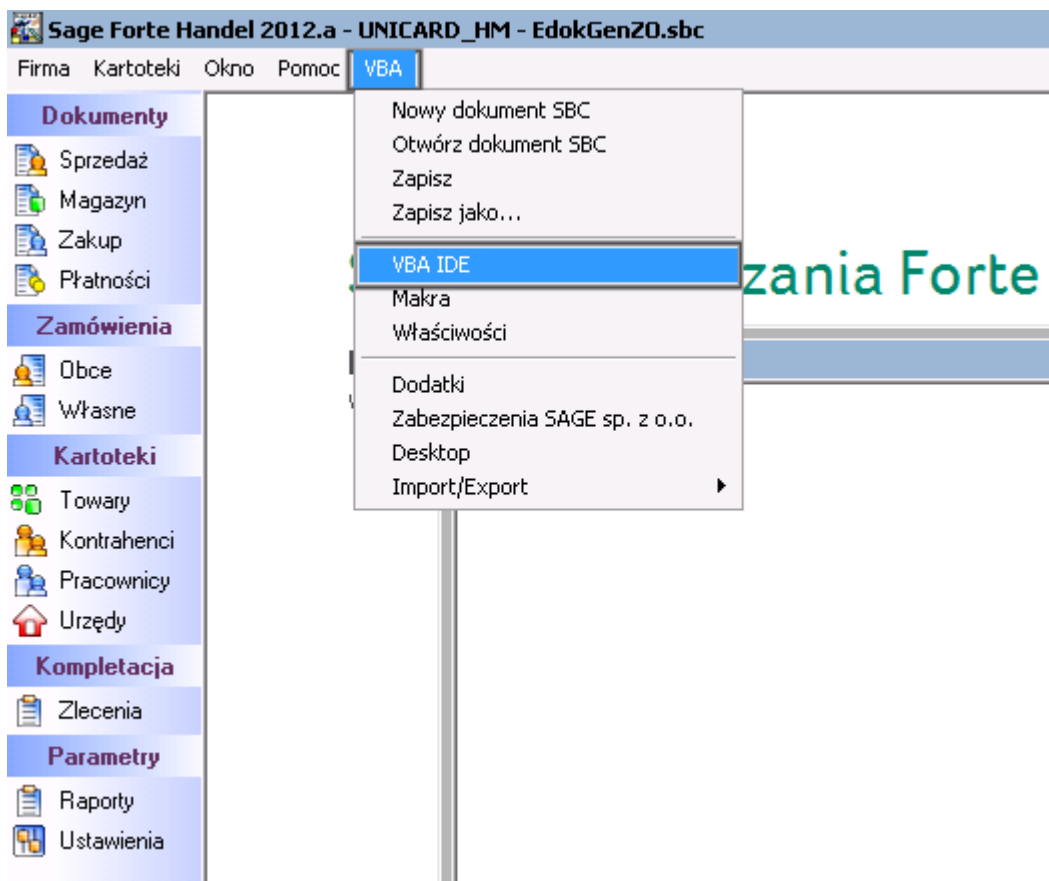 Sage Forte Handel 2012.a - UNICARD_HM - EdokGenZO.sbc
Firma Kartoteki Okno Pomoc VBA
Dokumenty
Sprzedaż
Magazyn
Zakup
Płatności
Zamówienia
Obce
Własne
Kartoteki
Towary
Kontrahenci
Pracownicy
Urzędy
Kompletacja
Zlecenia
Parametry
Raporty
Ustawienia
Nowy dokument SBC
Otwórz dokument SBC
Zapisz
Zapisz jako...
VBA IDE
Makra
Właściwości
Dodatki
Zabezpieczenia SAGE sp. z o.o.
Desktop
Import/Export
zania Forte